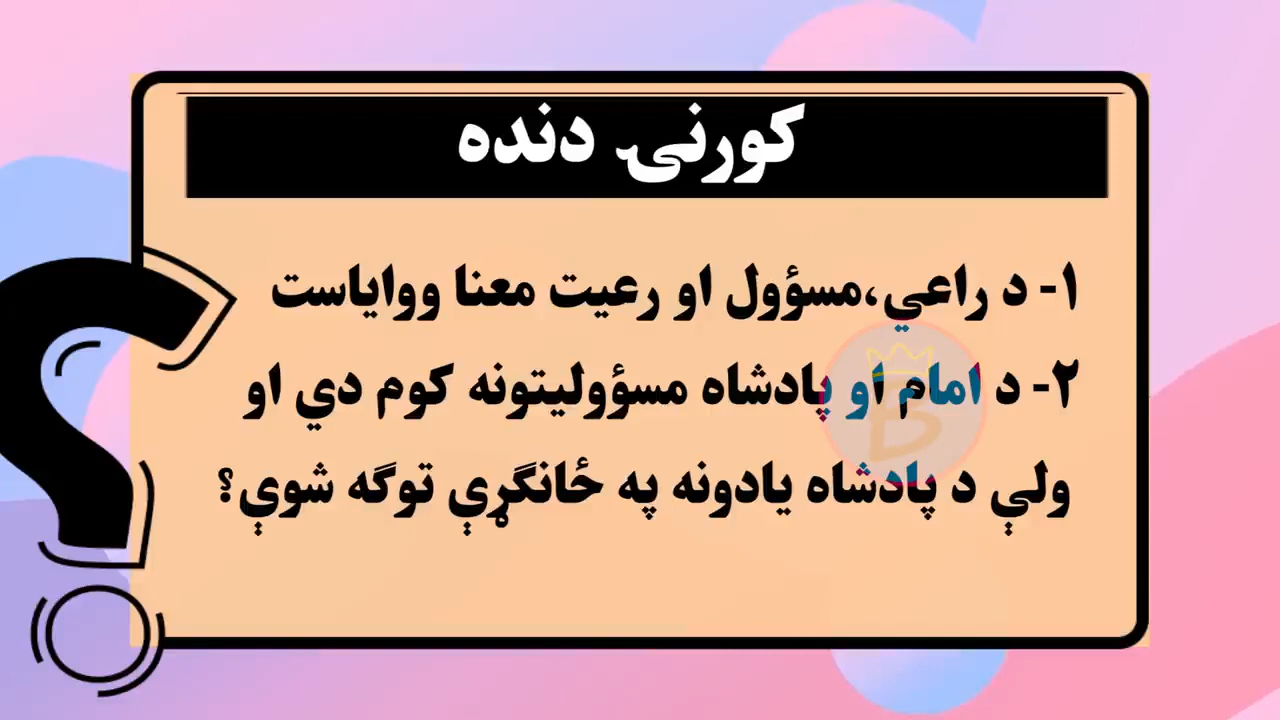 کورنۍ دنده
۱- د راعي،مسؤول او رعیت معنا ووایاست
۲- د امام او پادشاه مسؤولیتونه کوم دي او
ولې د پادشاه یادونه په ځانګړې توګه شوې؟
B